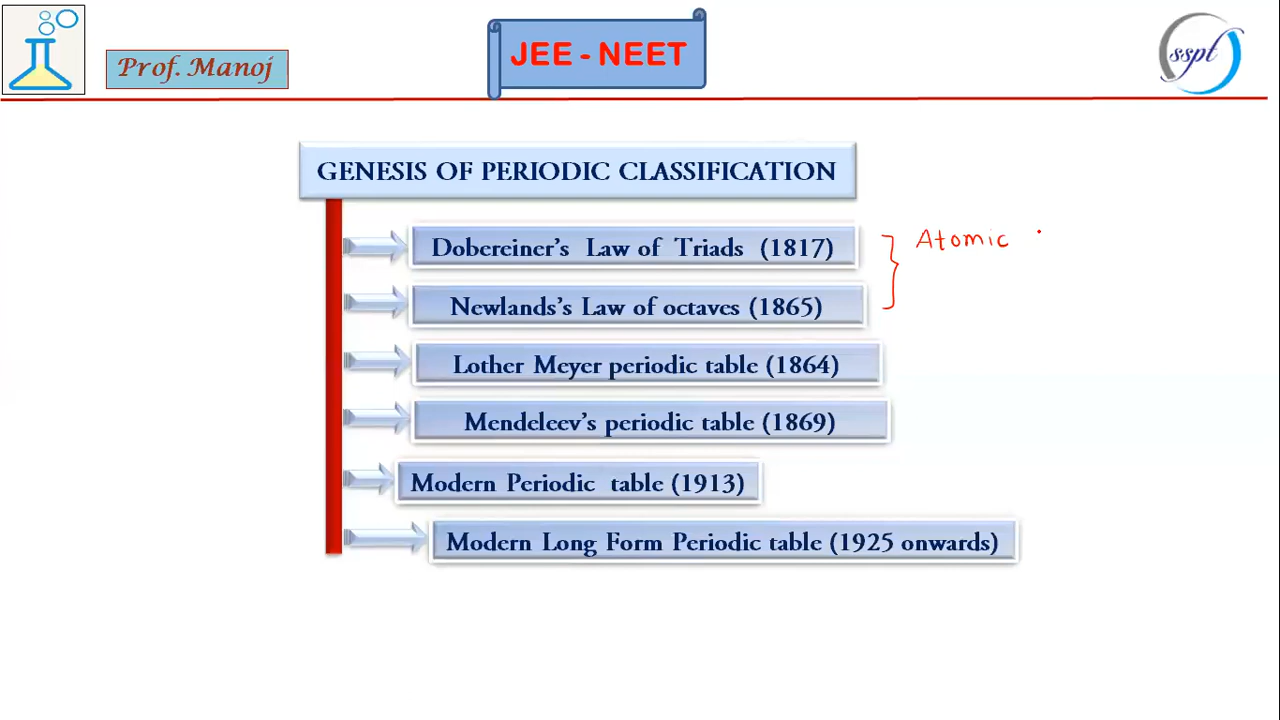 Prof. Manoj
JEE - NEET
sspt
GENESIS OF PERIODIC CLASSIFICATION
Dobereiner's Law of Triads (1817)
Atomic
Newlands's Law of octaves (1865)
Lother Meyer periodic table (1864)
Mendeleev's periodic table (1869)
Modern Periodic table (1913)
Modern Long Form Periodic table (1925 onwards)